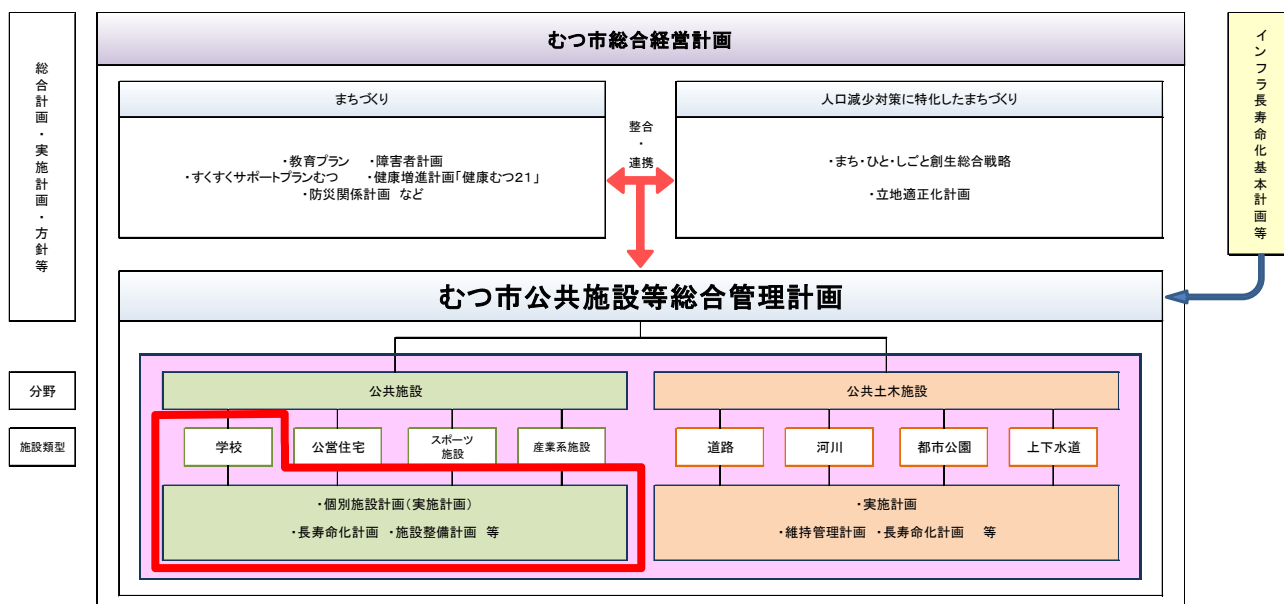 総合計画・実施計画・方針等
むつ市総合経営計画
インフラ長寿命化基本計画等
まちづくり
・教育プラン ・障害者計画
・すくすくサポートプランむつ ・健康増進計画「健康むつ21」
・防災関係計画 など
整合
・
連携
人口減少対策に特化したまちづくり
・まち・ひと・しごと創生総合戦略
・立地適正化計画
むつ市公共施設等総合管理計画
分野
公共施設
公共土木施設
施設類型
学校
公営住宅
スポーツ
施設
産業系施設
道路
河川
都市公園
上下水道
・個別施設計画(実施計画)
・長寿命化計画 ・施設整備計画 等
・実施計画
・維持管理計画 ・長寿命化計画 等